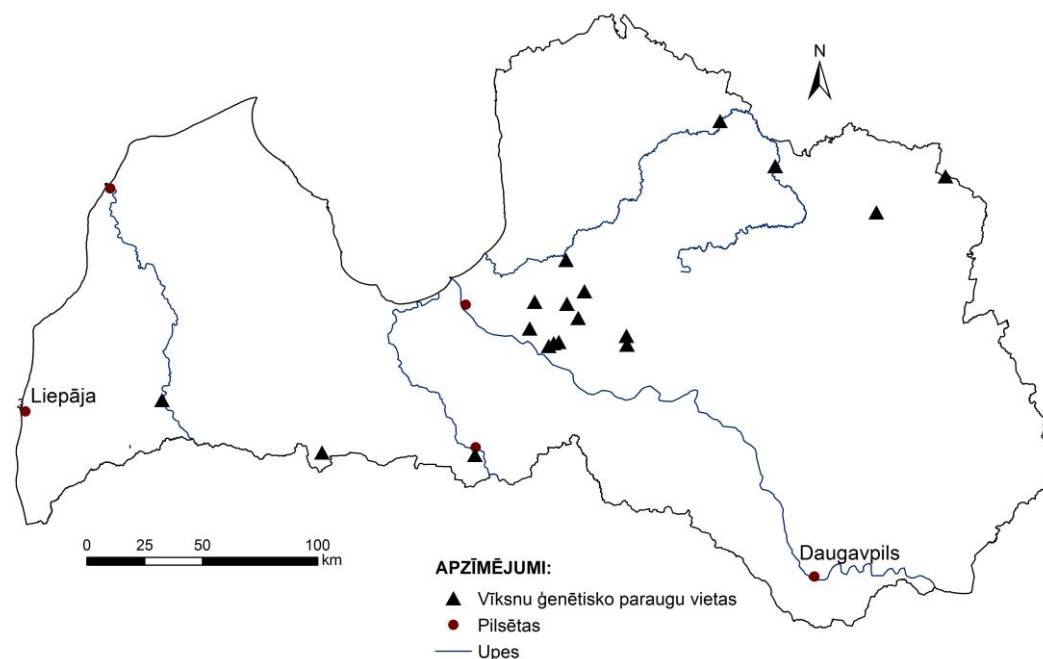 N
Liepāja
0 25 50 100
km
Daugavpils
APZĪMĒJUMI:
Vīksnu ģenētisko paraugu vietas
Pilsētas
Upes